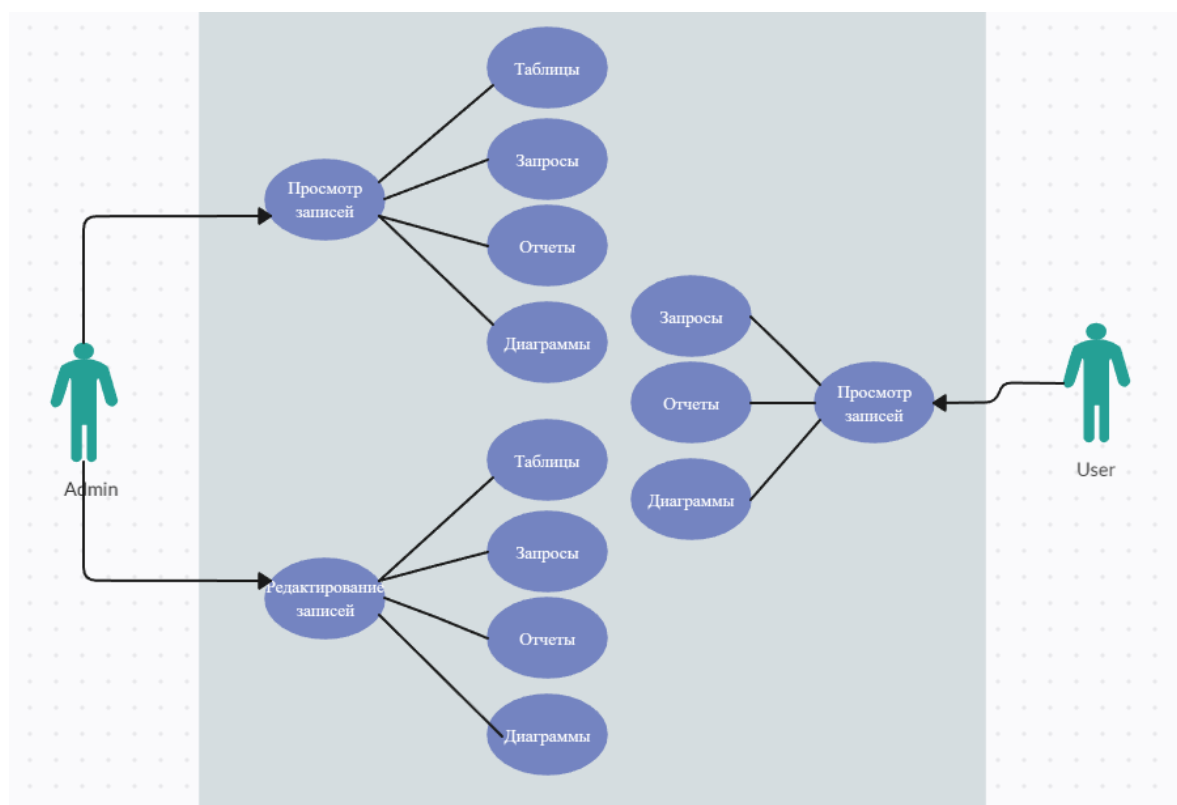 Таблицы
Запросы
Просмотр
записей
Отчеты
Диаграммы
Admin
Таблицы
Запросы
Редактирование
записей
Отчеты
Диаграммы
Запросы
Отчеты
Диаграммы
Просмотр
записей
User